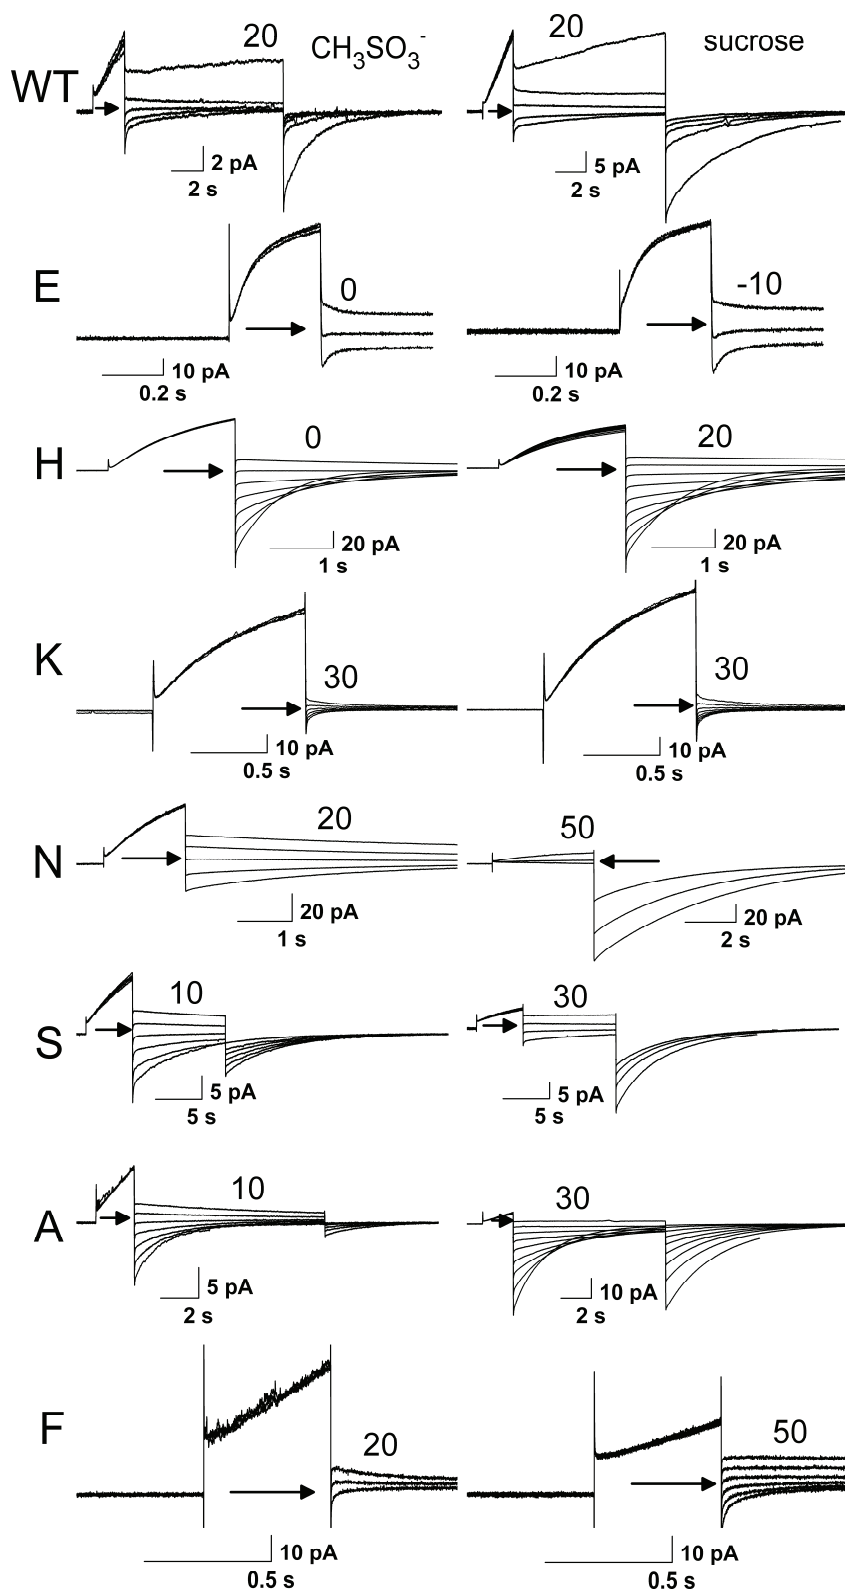 20 CH₃SO₃⁻ 20 sucrose
WT
2 pA 5 pA
2 s 2 s
E 0 -10
10 pA 10 pA
0.2 s 0.2 s
H 0 20
20 pA 20 pA
1 s 1 s
K 30 30
10 pA 10 pA
0.5 s 0.5 s
N 20 50
20 pA 20 pA
1 s 2 s
S 10 30
5 pA 5 pA
5 s 5 s
A 10 30
5 pA 10 pA
2 s 2 s
F 20 50
10 pA 10 pA
0.5 s 0.5 s